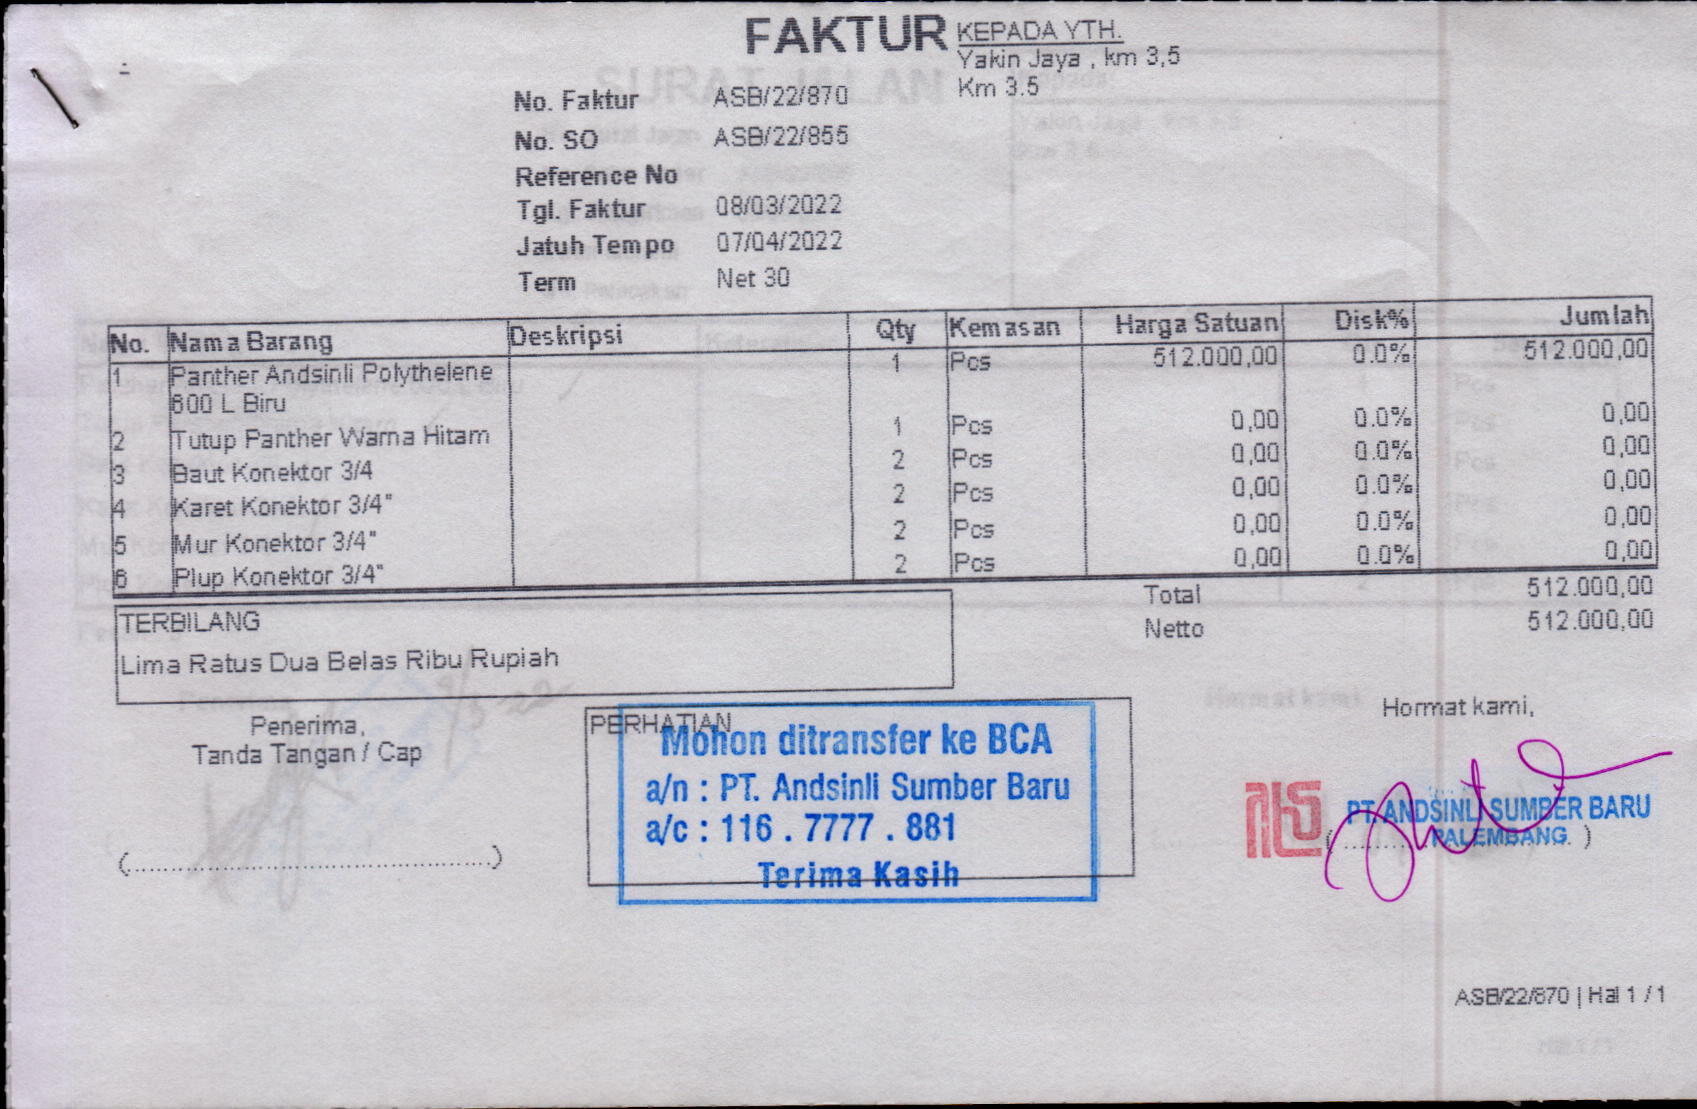 FAKTUR
KEPADA YTH.
Yakin Jaya , km 3,5
Km 3.5
No. Faktur ASB/22/870
No. SO ASB/22/855
Reference No
Tgl. Faktur 08/03/2022
Jatuh Tempo 07/04/2022
Term Net 30
No. Nama Barang Deskripsi Qty Kemasan Harga Satuan Disk% Jumlah
1 Panther Andsinli Polythelene 1 Pcs 512.000,00 0.0% 512.000,00
600 L Biru
2 Tutup Panther Warna Hitam 1 Pcs 0,00 0.0% 0,00
3 Baut Konektor 3/4 2 Pcs 0,00 0.0% 0,00
4 Karet Konektor 3/4" 2 Pcs 0,00 0.0% 0,00
5 Mur Konektor 3/4" 2 Pcs 0,00 0.0% 0,00
6 Plup Konektor 3/4" 2 Pcs 0,00 0.0% 0,00
Total 512.000,00
Netto 512.000,00
TERBILANG
Lima Ratus Dua Belas Ribu Rupiah
Penerima,
Tanda Tangan / Cap
(..................................................)
PERHATIAN
Mohon ditransfer ke BCA
a/n : PT. Andsinli Sumber Baru
a/c : 116 . 7777 . 881
Terima Kasih
Hormat kami,
PT. ANDSINLI SUMBER BARU
PALEMBANG.
ASB/22/870 | Hal 1 / 1